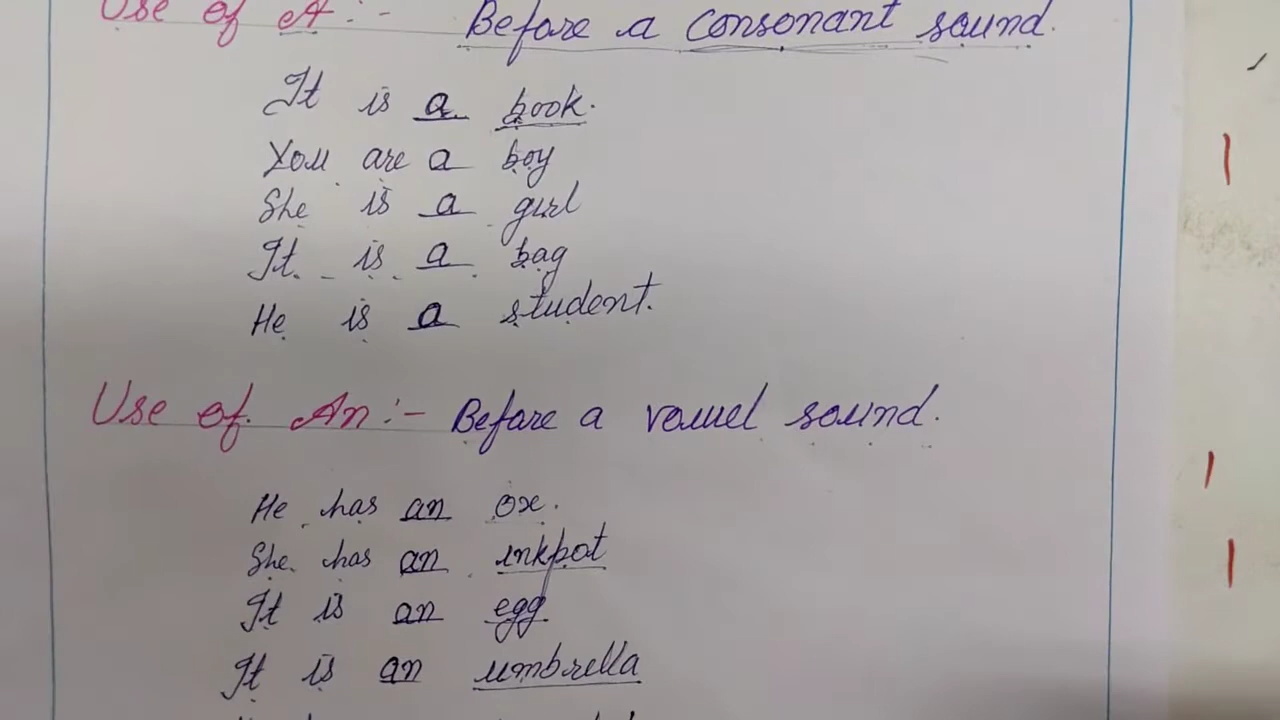 Use of A :- Before a consonant sound.
It is a book.
You are a boy
She is a girl
It is a bag
He is a student.
Use of An :- Before a vowel sound.
He has an ox.
She has an inkpot
It is an egg
It is an umbrella